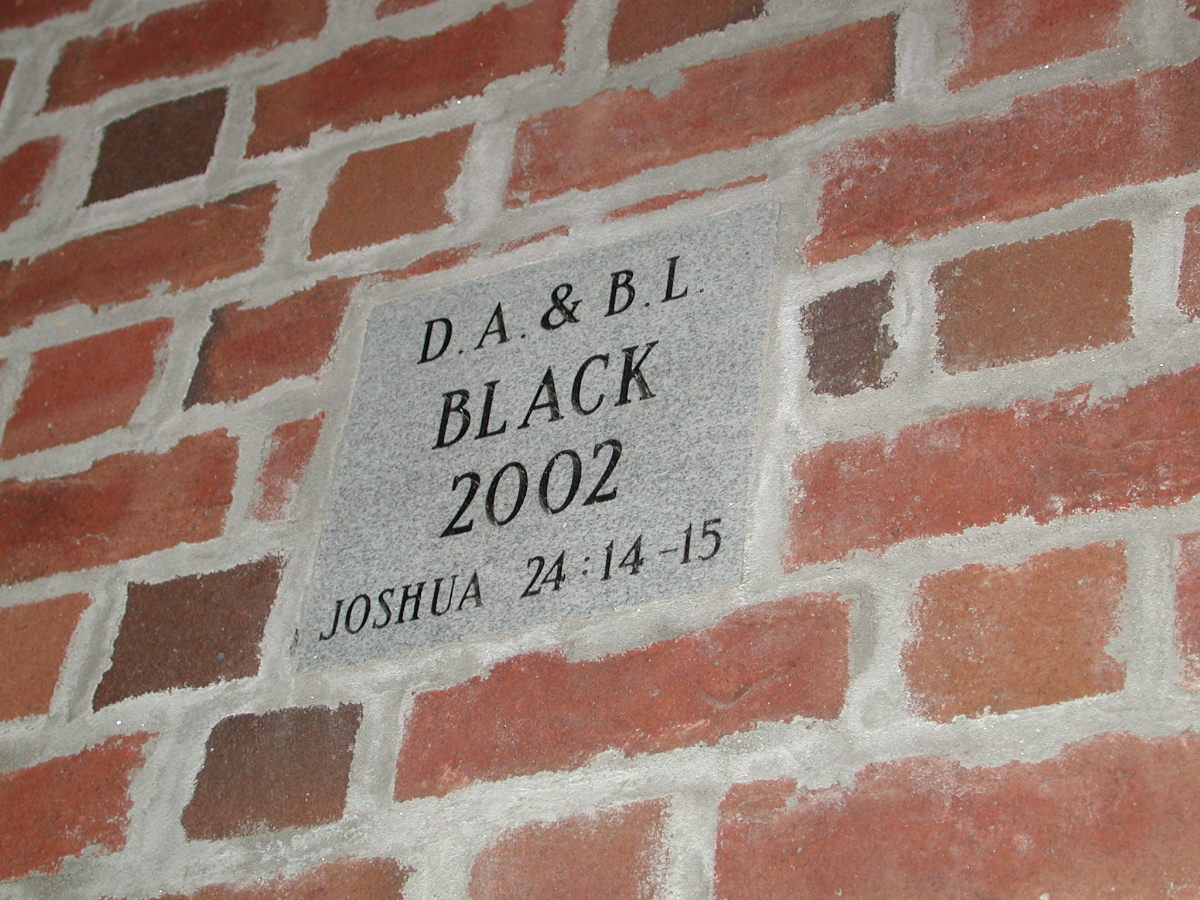 D.A. & B.L.
BLACK
2002
JOSHUA 24:14-15